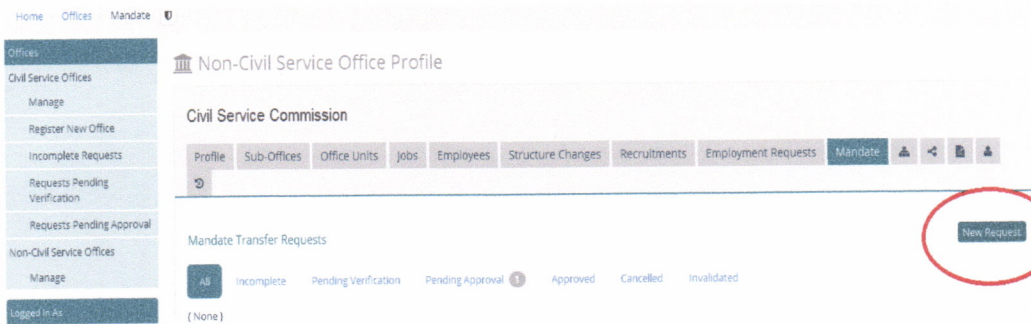 Home Offices Mandate
Offices
Civil Service Offices
Manage
Register New Office
Incomplete Requests
Requests Pending
Verification
Requests Pending Approval
Non-Civil Service Offices
Manage
Logged In As
Non-Civil Service Office Profile
Civil Service Commission
Profile Sub-Offices Office Units Jobs Employees Structure Changes Recruitments Employment Requests Mandate
Mandate Transfer Requests
New Request
All Incomplete Pending Verification Pending Approval 1 Approved Cancelled Invalidated
( None )